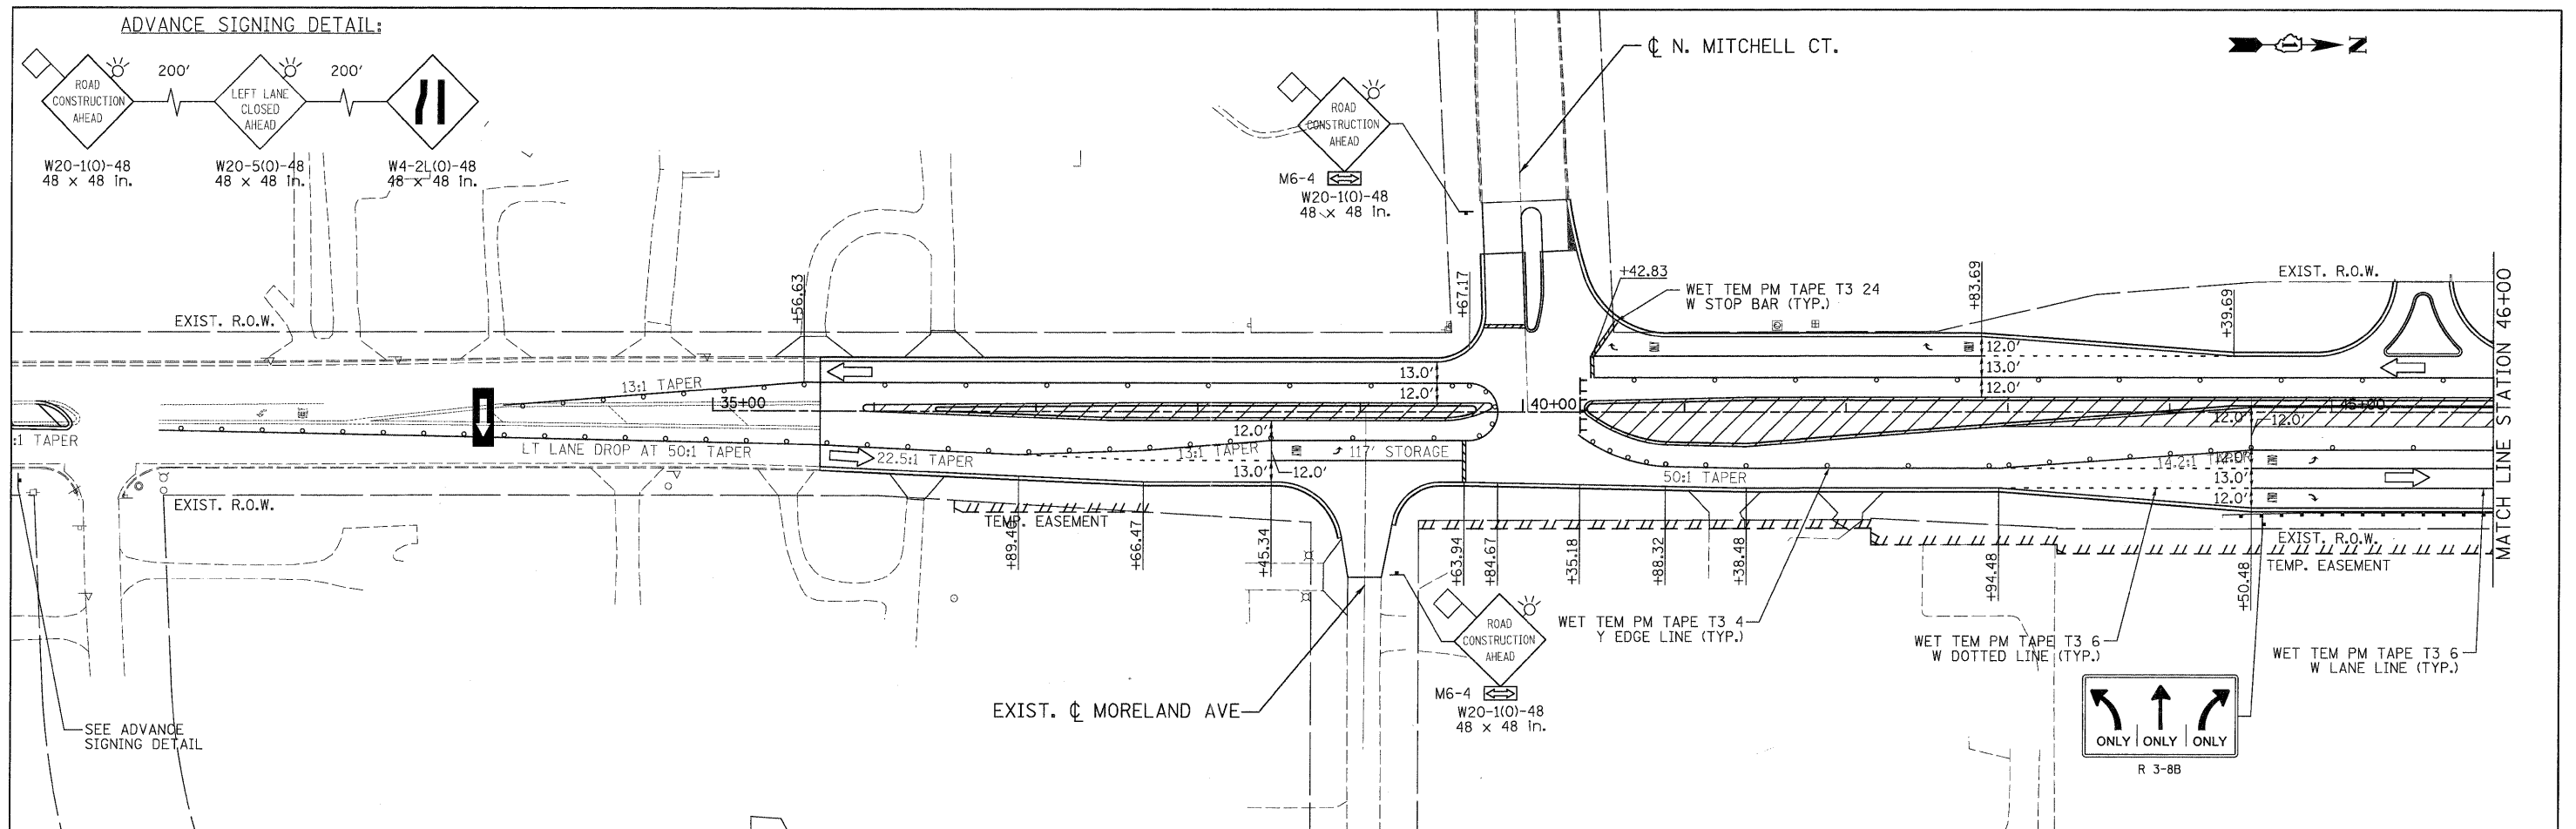 ADVANCE SIGNING DETAIL:
ROAD
CONSTRUCTION
AHEAD
200'
LEFT LANE
CLOSED
AHEAD
200'
W20-1(O)-48
48 x 48 in.
W20-5(O)-48
48 x 48 in.
W4-2L(O)-48
48 x 48 in.
ROAD
CONSTRUCTION
AHEAD
M6-4
W20-1(O)-48
48 x 48 in.
℄ N. MITCHELL CT.
N
EXIST. R.O.W.
+56.63
+67.17
+42.83
WET TEM PM TAPE T3 24
W STOP BAR (TYP.)
+83.69
+39.69
EXIST. R.O.W.
MATCH LINE STATION 46+00
12.0'
13.0'
12.0'
13.0'
12.0'
13:1 TAPER
35+00
40+00
45+00
:1 TAPER
LT LANE DROP AT 50:1 TAPER
22.5:1 TAPER
12.0'
13:1 TAPER
13.0'
12.0'
117' STORAGE
50:1 TAPER
12.0'
12.0'
14.2:1
12.0'
13.0'
12.0'
EXIST. R.O.W.
TEMP. EASEMENT
+66.47
+45.34
+63.94
+84.67
+35.18
+88.32
+38.48
+94.48
+50.48
EXIST. R.O.W.
TEMP. EASEMENT
ROAD
CONSTRUCTION
AHEAD
M6-4
W20-1(O)-48
48 x 48 in.
WET TEM PM TAPE T3 4
Y EDGE LINE (TYP.)
WET TEM PM TAPE T3 6
W DOTTED LINE (TYP.)
WET TEM PM TAPE T3 6
W LANE LINE (TYP.)
EXIST. ℄ MORELAND AVE
SEE ADVANCE
SIGNING DETAIL
ONLY ONLY ONLY
R 3-8B